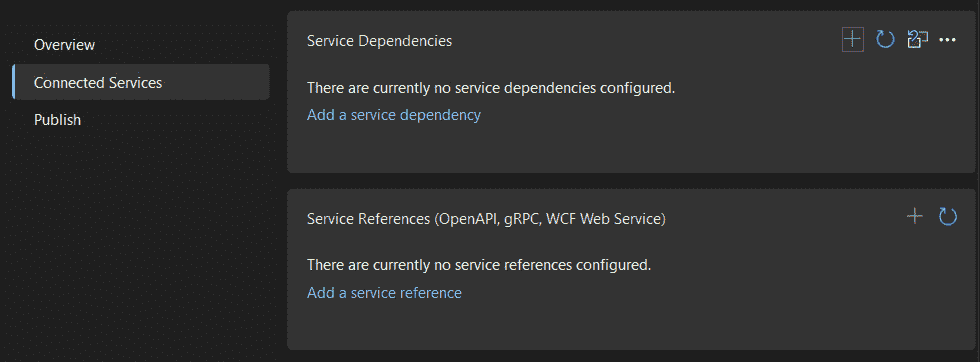 Overview
Connected Services
Publish
Service Dependencies
There are currently no service dependencies configured.
Add a service dependency
Service References (OpenAPI, gRPC, WCF Web Service)
There are currently no service references configured.
Add a service reference